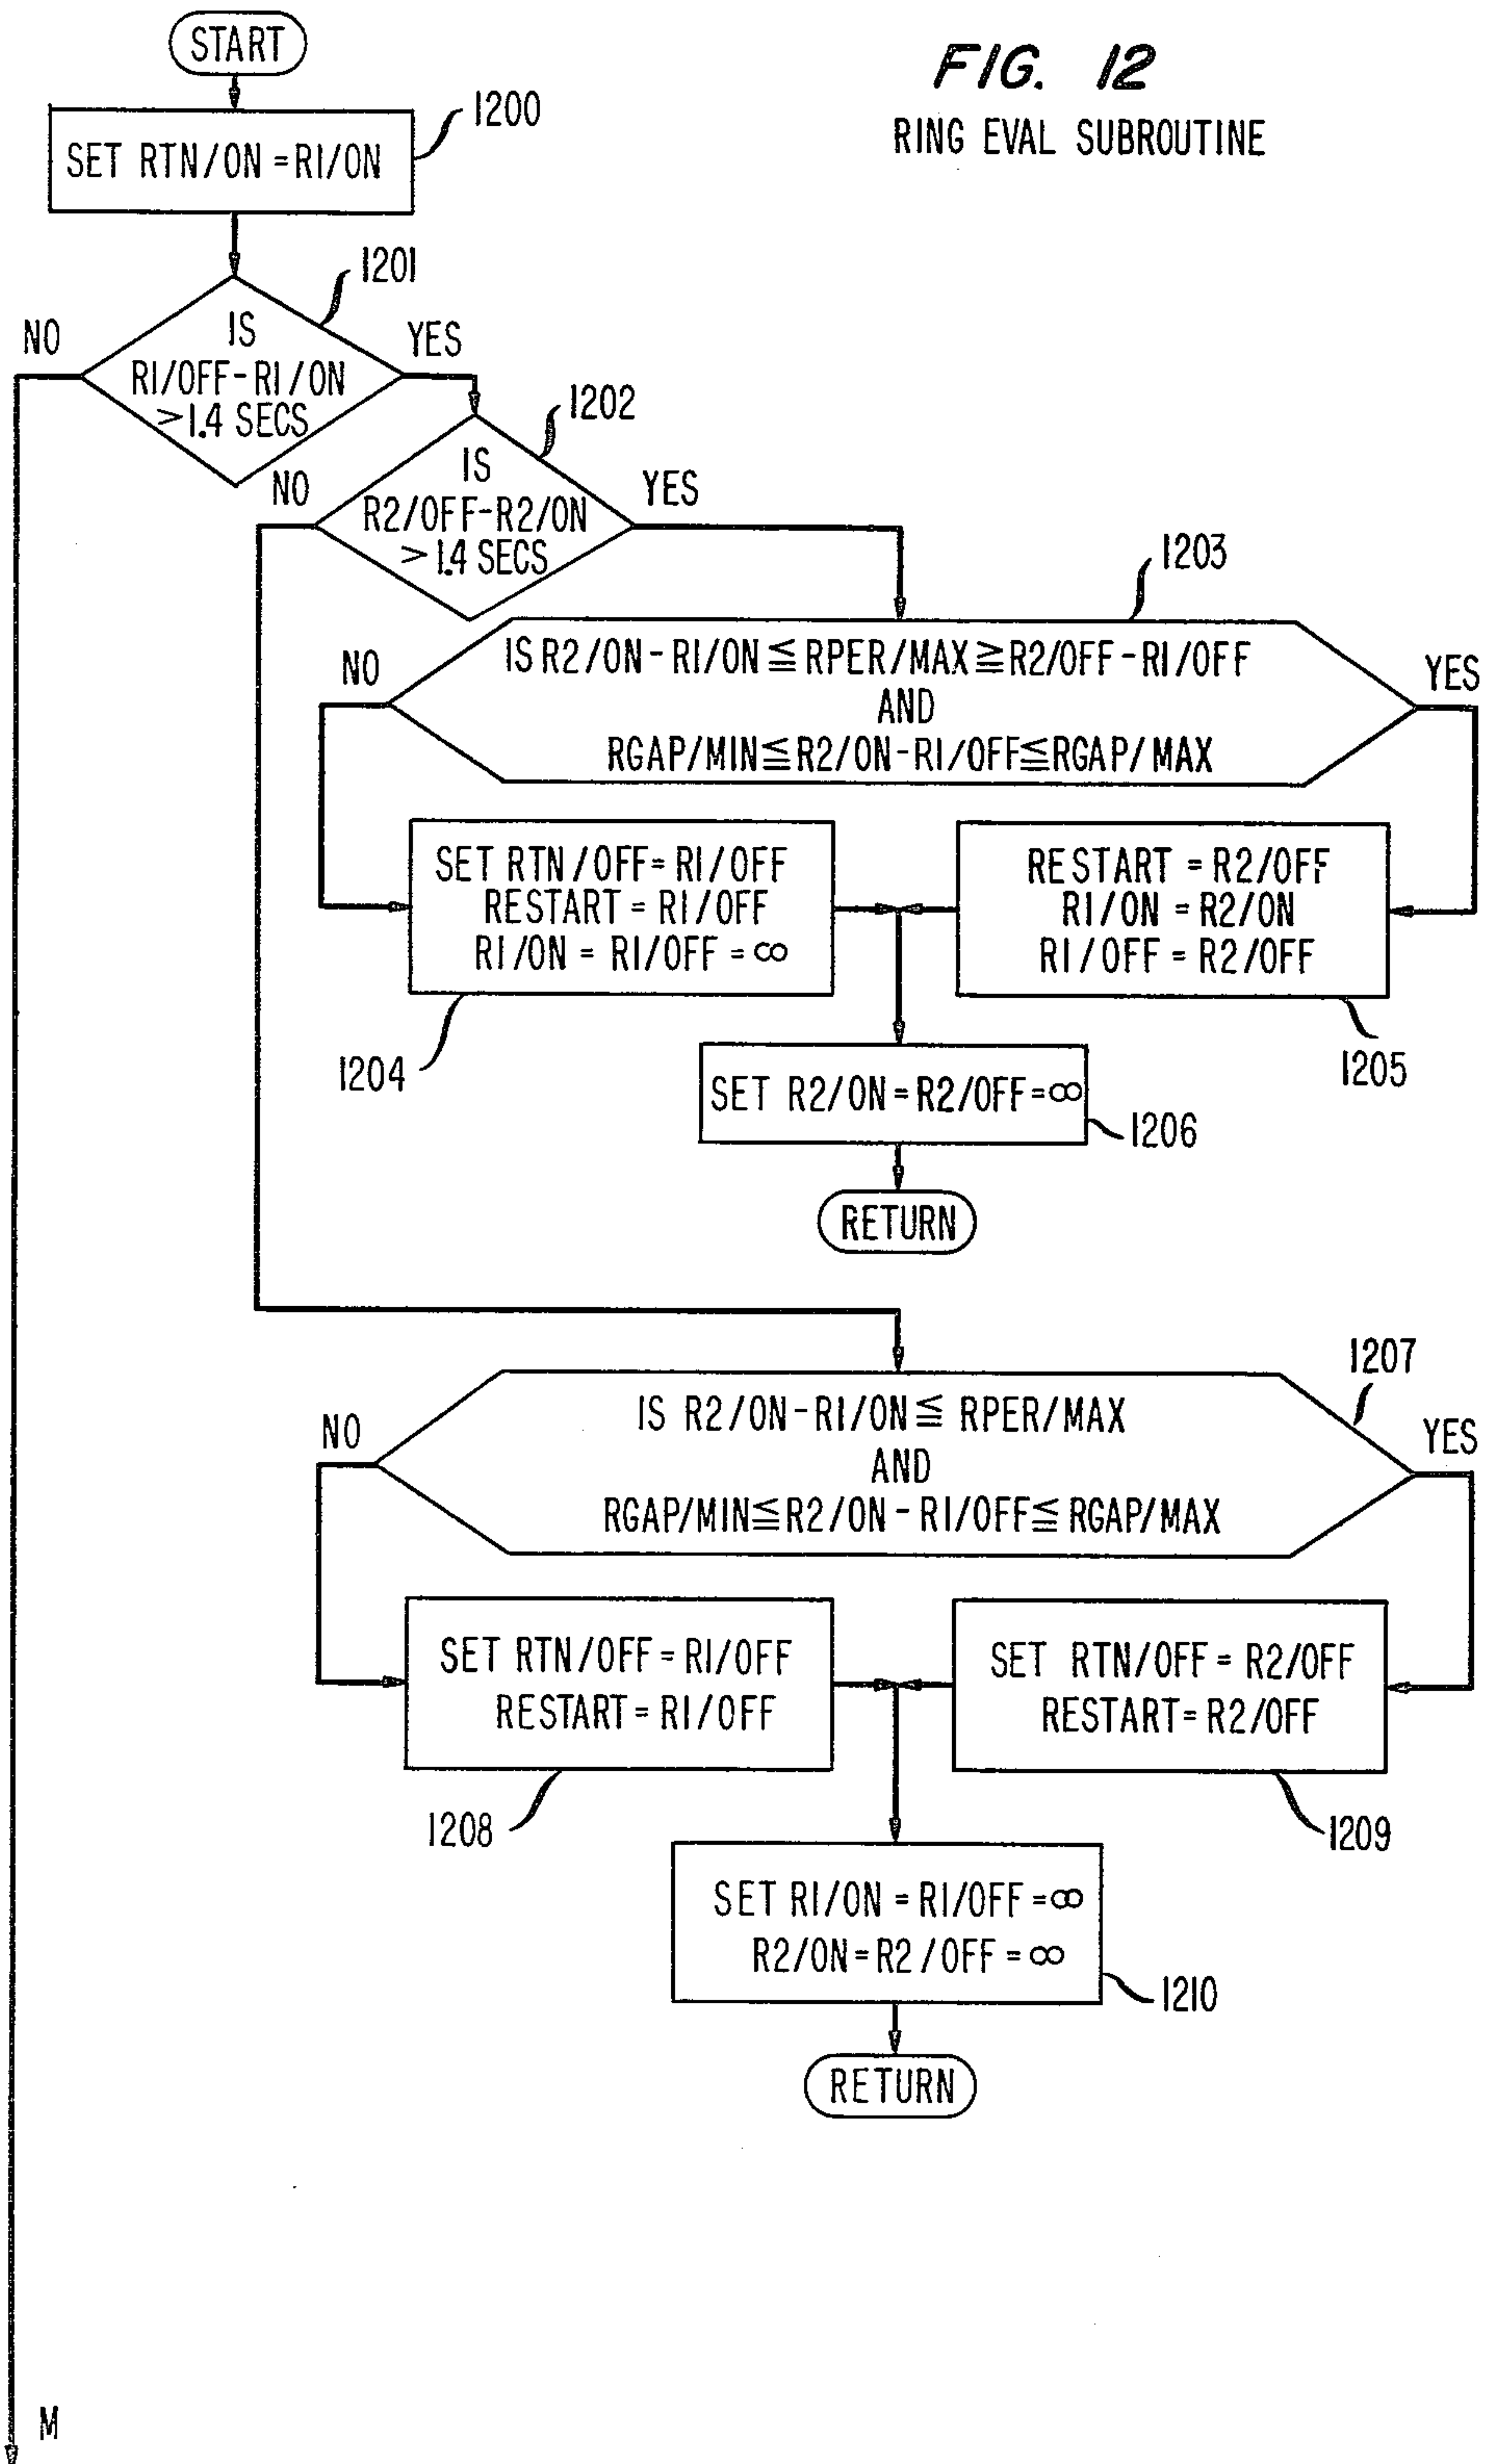 START
FIG. 12
RING EVAL SUBROUTINE
1200
SET RTN/ON = R1/ON
1201
NO
IS
R1/OFF-R1/ON
>1.4 SECS
YES
1202
NO
IS
R2/OFF-R2/ON
>1.4 SECS
YES
1203
NO
IS R2/ON-R1/ON ≦ RPER/MAX ≧ R2/OFF-R1/OFF
AND
RGAP/MIN ≦ R2/ON-R1/OFF ≦ RGAP/MAX
YES
SET RTN/OFF = R1/OFF
RESTART = R1/OFF
R1/ON = R1/OFF = ∞
RESTART = R2/OFF
R1/ON = R2/ON
R1/OFF = R2/OFF
1204
1205
SET R2/ON = R2/OFF = ∞
1206
RETURN
1207
NO
IS R2/ON-R1/ON ≦ RPER/MAX
AND
RGAP/MIN ≦ R2/ON-R1/OFF ≦ RGAP/MAX
YES
SET RTN/OFF = R1/OFF
RESTART = R1/OFF
SET RTN/OFF = R2/OFF
RESTART = R2/OFF
1208
1209
SET R1/ON = R1/OFF = ∞
R2/ON = R2/OFF = ∞
1210
RETURN
M